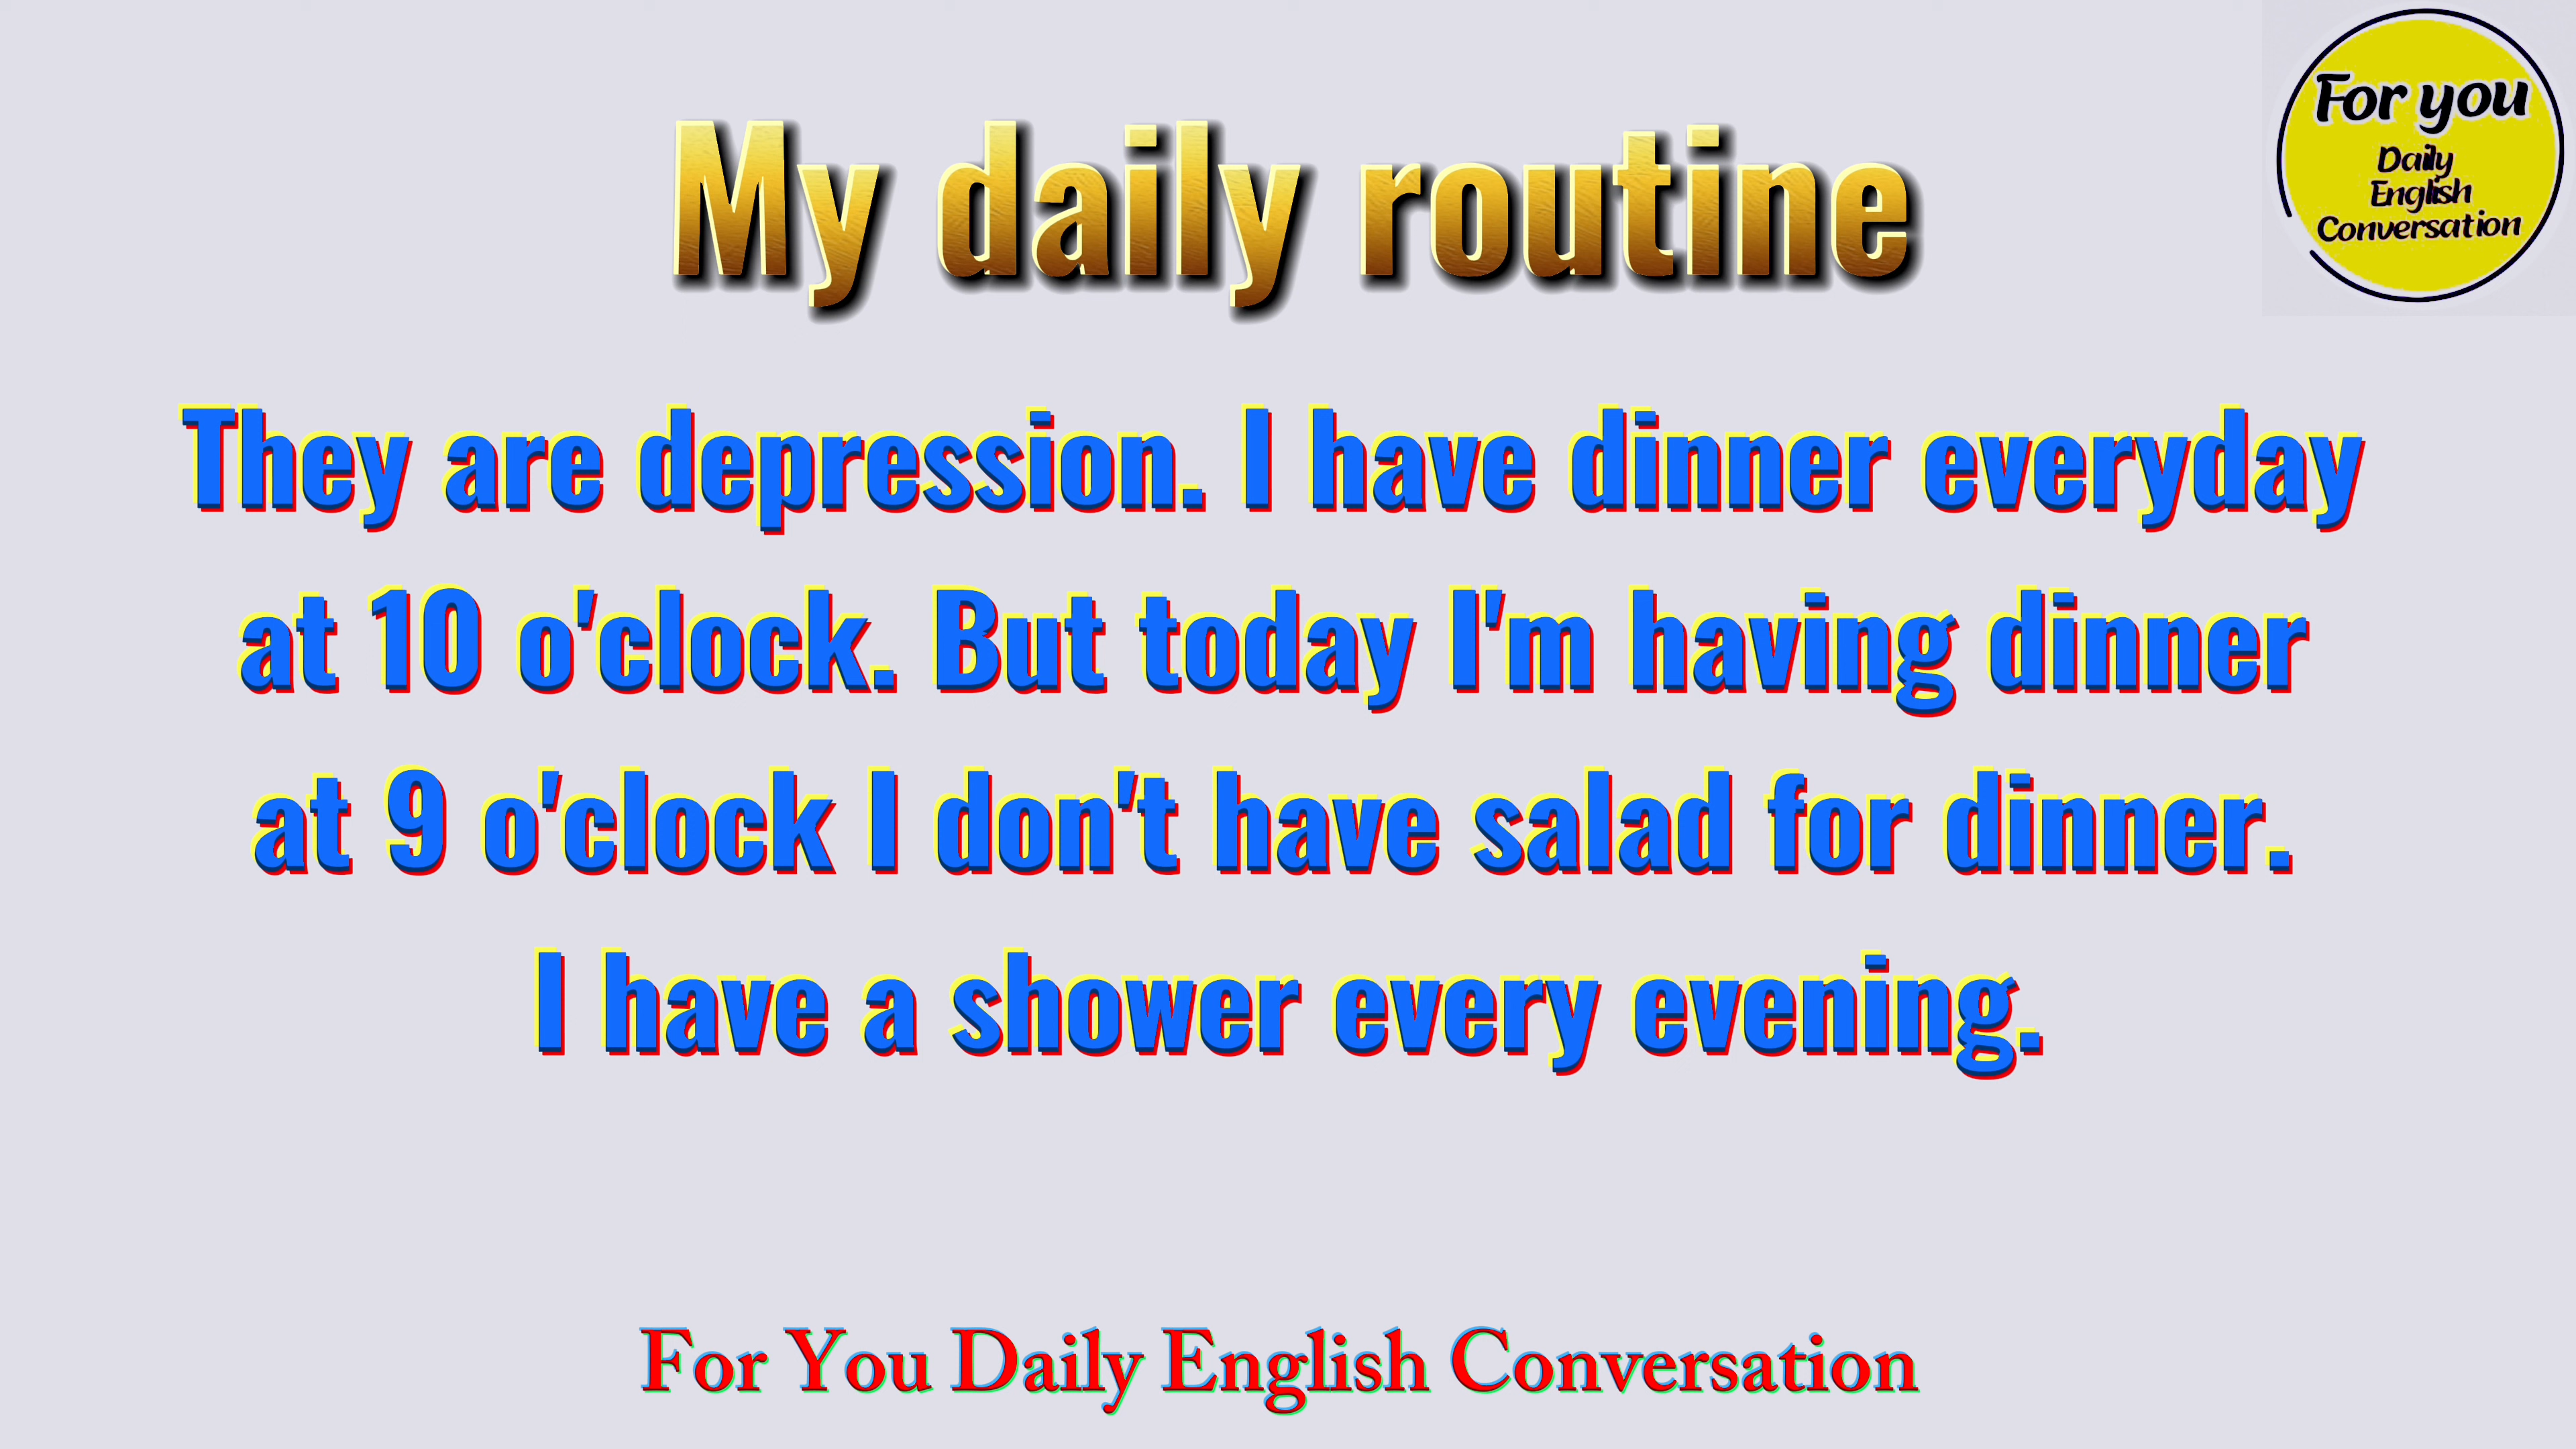 My daily routine
For you
Daily
English
Conversation
They are depression. I have dinner everyday
at 10 o'clock. But today I'm having dinner
at 9 o'clock I don't have salad for dinner.
I have a shower every evening.
For You Daily English Conversation